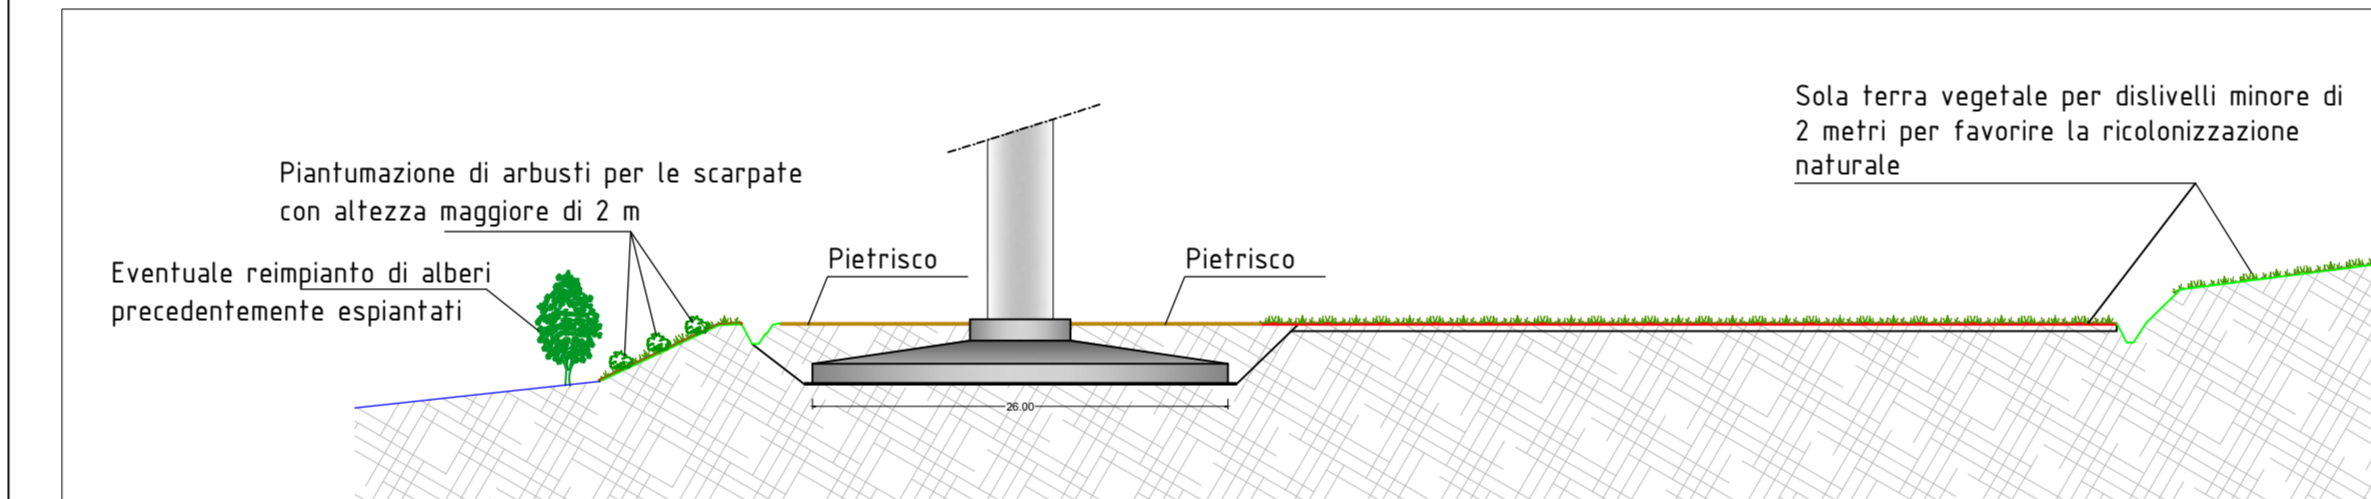 Sola terra vegetale per dislivelli minore di
2 metri per favorire la ricolonizzazione
naturale
Piantumazione di arbusti per le scarpate
con altezza maggiore di 2 m
Eventuale reimpianto di alberi
precedentemente espiantati
Pietrisco
Pietrisco
26.00